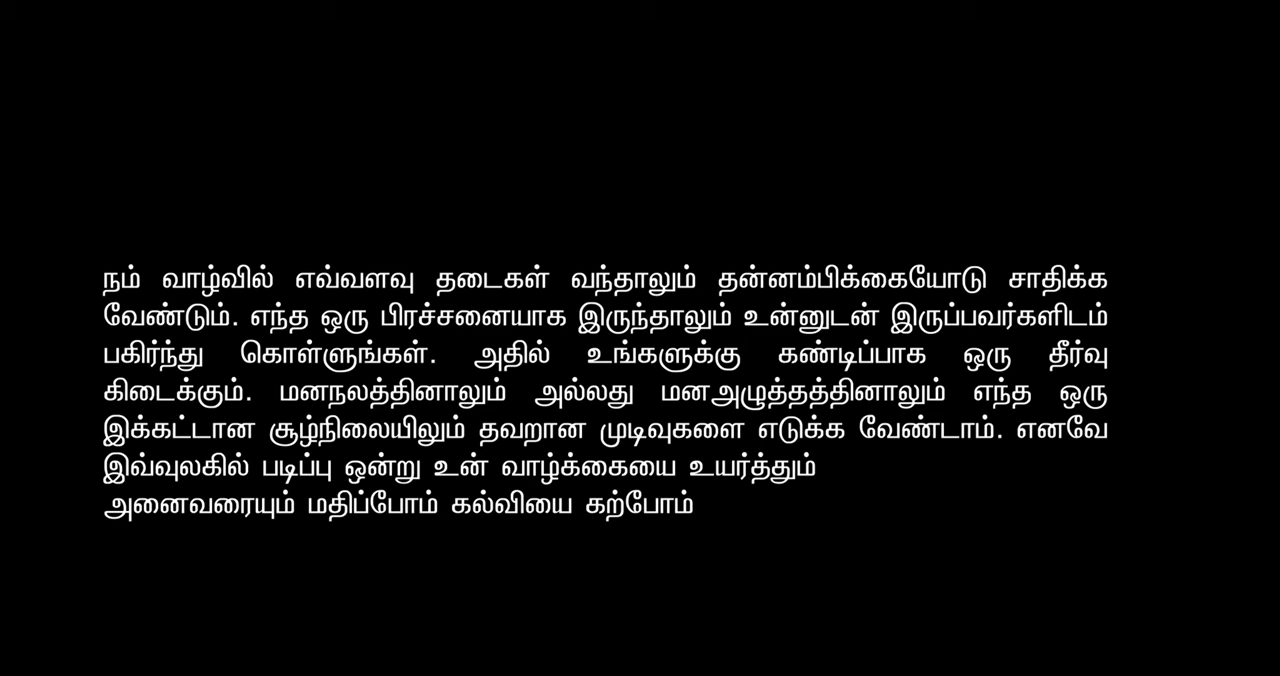 நம் வாழ்வில் எவ்வளவு தடைகள் வந்தாலும் தன்னம்பிக்கையோடு சாதிக்க
வேண்டும். எந்த ஒரு பிரச்சனையாக இருந்தாலும் உன்னுடன் இருப்பவர்களிடம்
பகிர்ந்து கொள்ளுங்கள். அதில் உங்களுக்கு கண்டிப்பாக ஒரு தீர்வு
கிடைக்கும். மனநலத்தினாலும் அல்லது மனஅழுத்தத்தினாலும் எந்த ஒரு
இக்கட்டான சூழ்நிலையிலும் தவறான முடிவுகளை எடுக்க வேண்டாம். எனவே
இவ்வுலகில் படிப்பு ஒன்று உன் வாழ்க்கையை உயர்த்தும்
அனைவரையும் மதிப்போம் கல்வியை கற்போம்